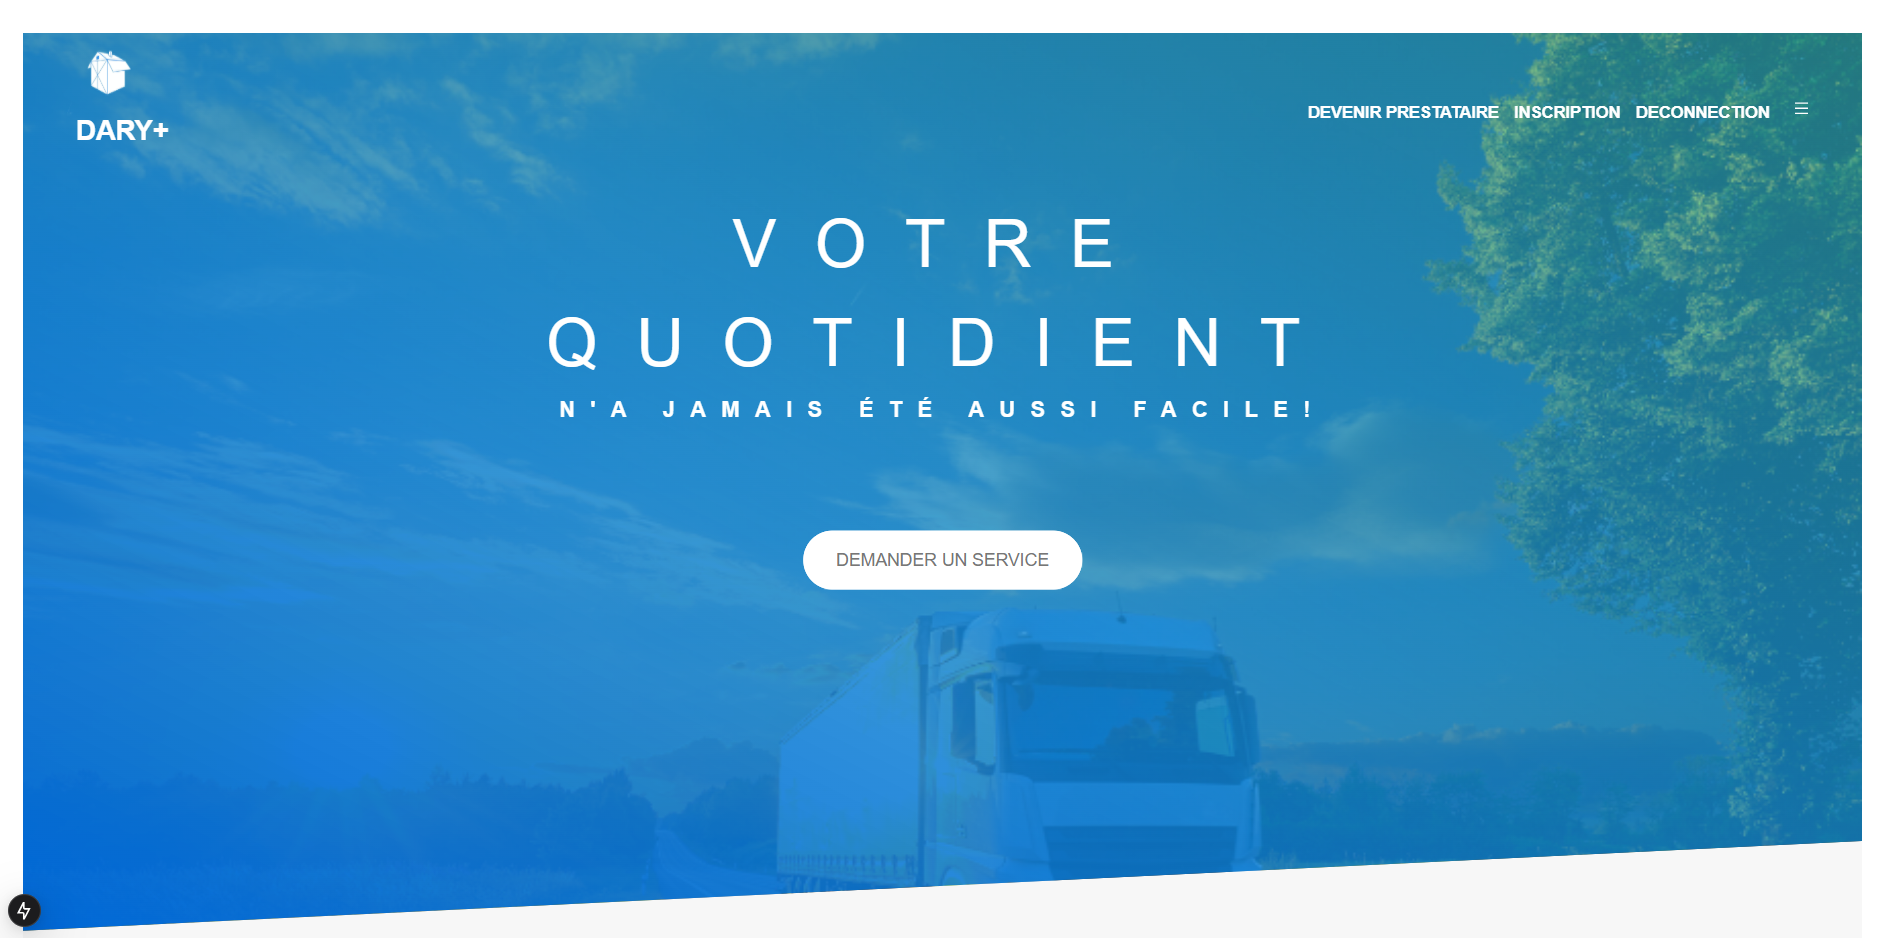 DARY+
DEVENIR PRESTATAIRE INSCRIPTION DECONNECTION
VOTRE
QUOTIDIENT
N'A JAMAIS ÉTÉ AUSSI FACILE!
DEMANDER UN SERVICE